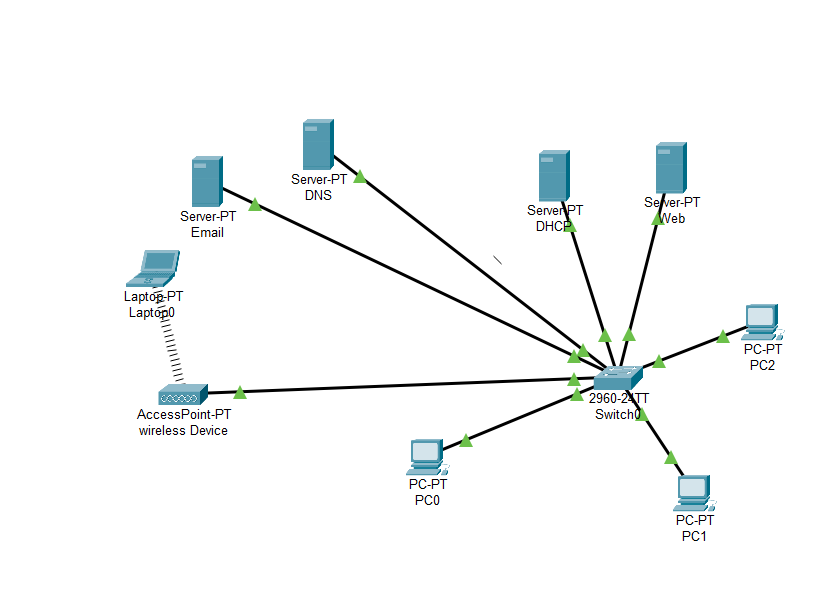 Server-PT
DNS
Server-PT
Email
Server-PT
DHCP
Server-PT
Web
Laptop-PT
Laptop0
PC-PT
PC2
AccessPoint-PT
wireless Device
2960-24TT
Switch0
PC-PT
PC0
PC-PT
PC1